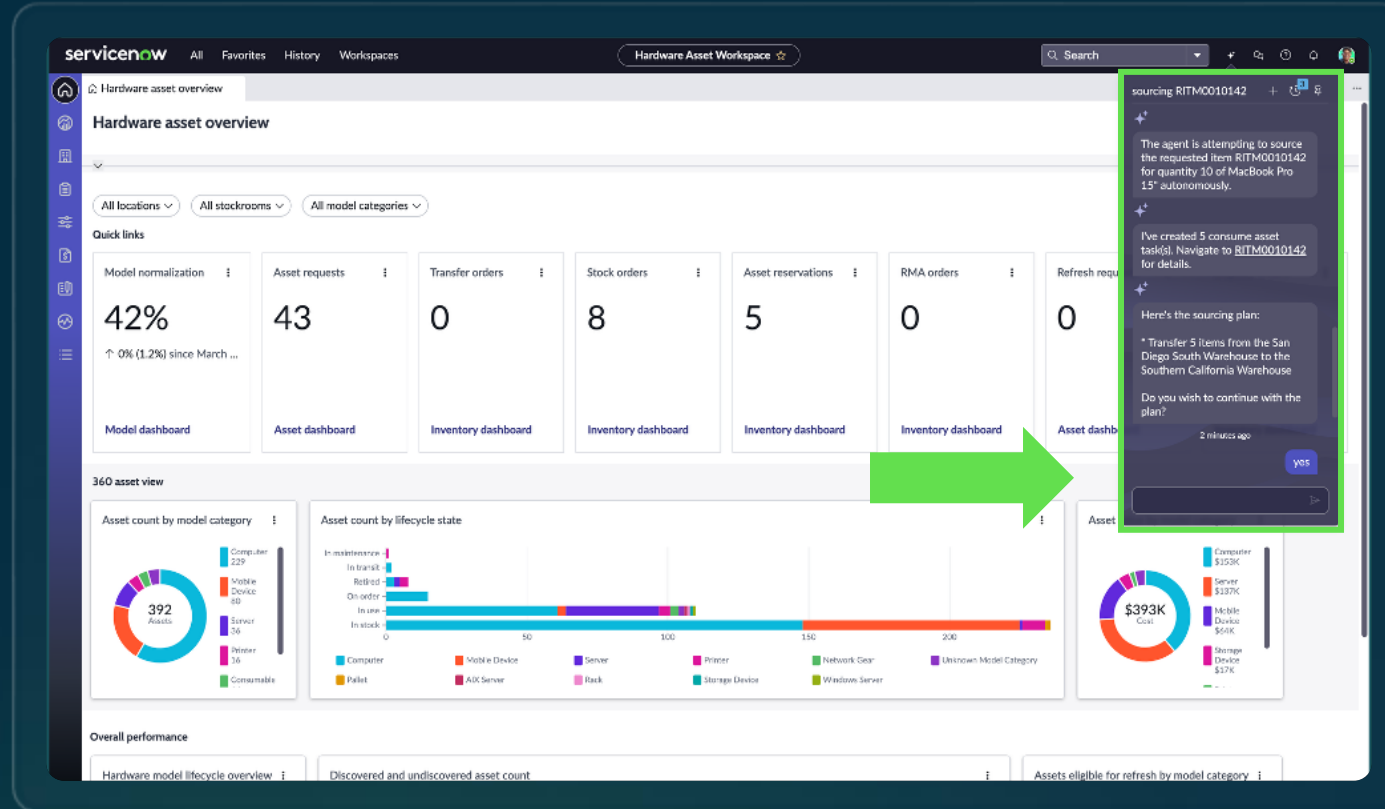 servicenow All Favorites History Workspaces
Hardware Asset Workspace ☆
Search
Hardware asset overview
Hardware asset overview
All locations
All stockrooms
All model categories
Quick links
Model normalization
42%
↑ 0% (1.2%) since March ...
Model dashboard
Asset requests
43
Asset dashboard
Transfer orders
0
Inventory dashboard
Stock orders
8
Inventory dashboard
Asset reservations
5
Inventory dashboard
RMA orders
0
Inventory dashboard
Refresh requ
0
Asset dashb
sourcing RITM0010142
3
The agent is attempting to source
the requested item RITM0010142
for quantity 10 of MacBook Pro
15" autonomously.
I've created 5 consume asset
task(s). Navigate to RITM0010142
for details.
Here's the sourcing plan:
* Transfer 5 items from the San
Diego South Warehouse to the
Southern California Warehouse
Do you wish to continue with the
plan?
2 minutes ago
yes
360 asset view
Asset count by model category
392
Assets
Computer
229
Mobile
Device
60
Server
36
Printer
16
Consumable
Asset count by lifecycle state
In maintenance
In transit
Retired
On order
In use
In stock
0 50 100 150 200
Computer Mobile Device Server Printer Network Gear Unknown Model Category
Pallet AIX Server Rack Storage Device Windows Server
Asset
$393K
Cost
Computer
$153K
Server
$137K
Mobile
Device
$64K
Storage
Device
$17K
Overall performance
Hardware model lifecycle overview
Discovered and undiscovered asset count
Assets eligible for refresh by model category